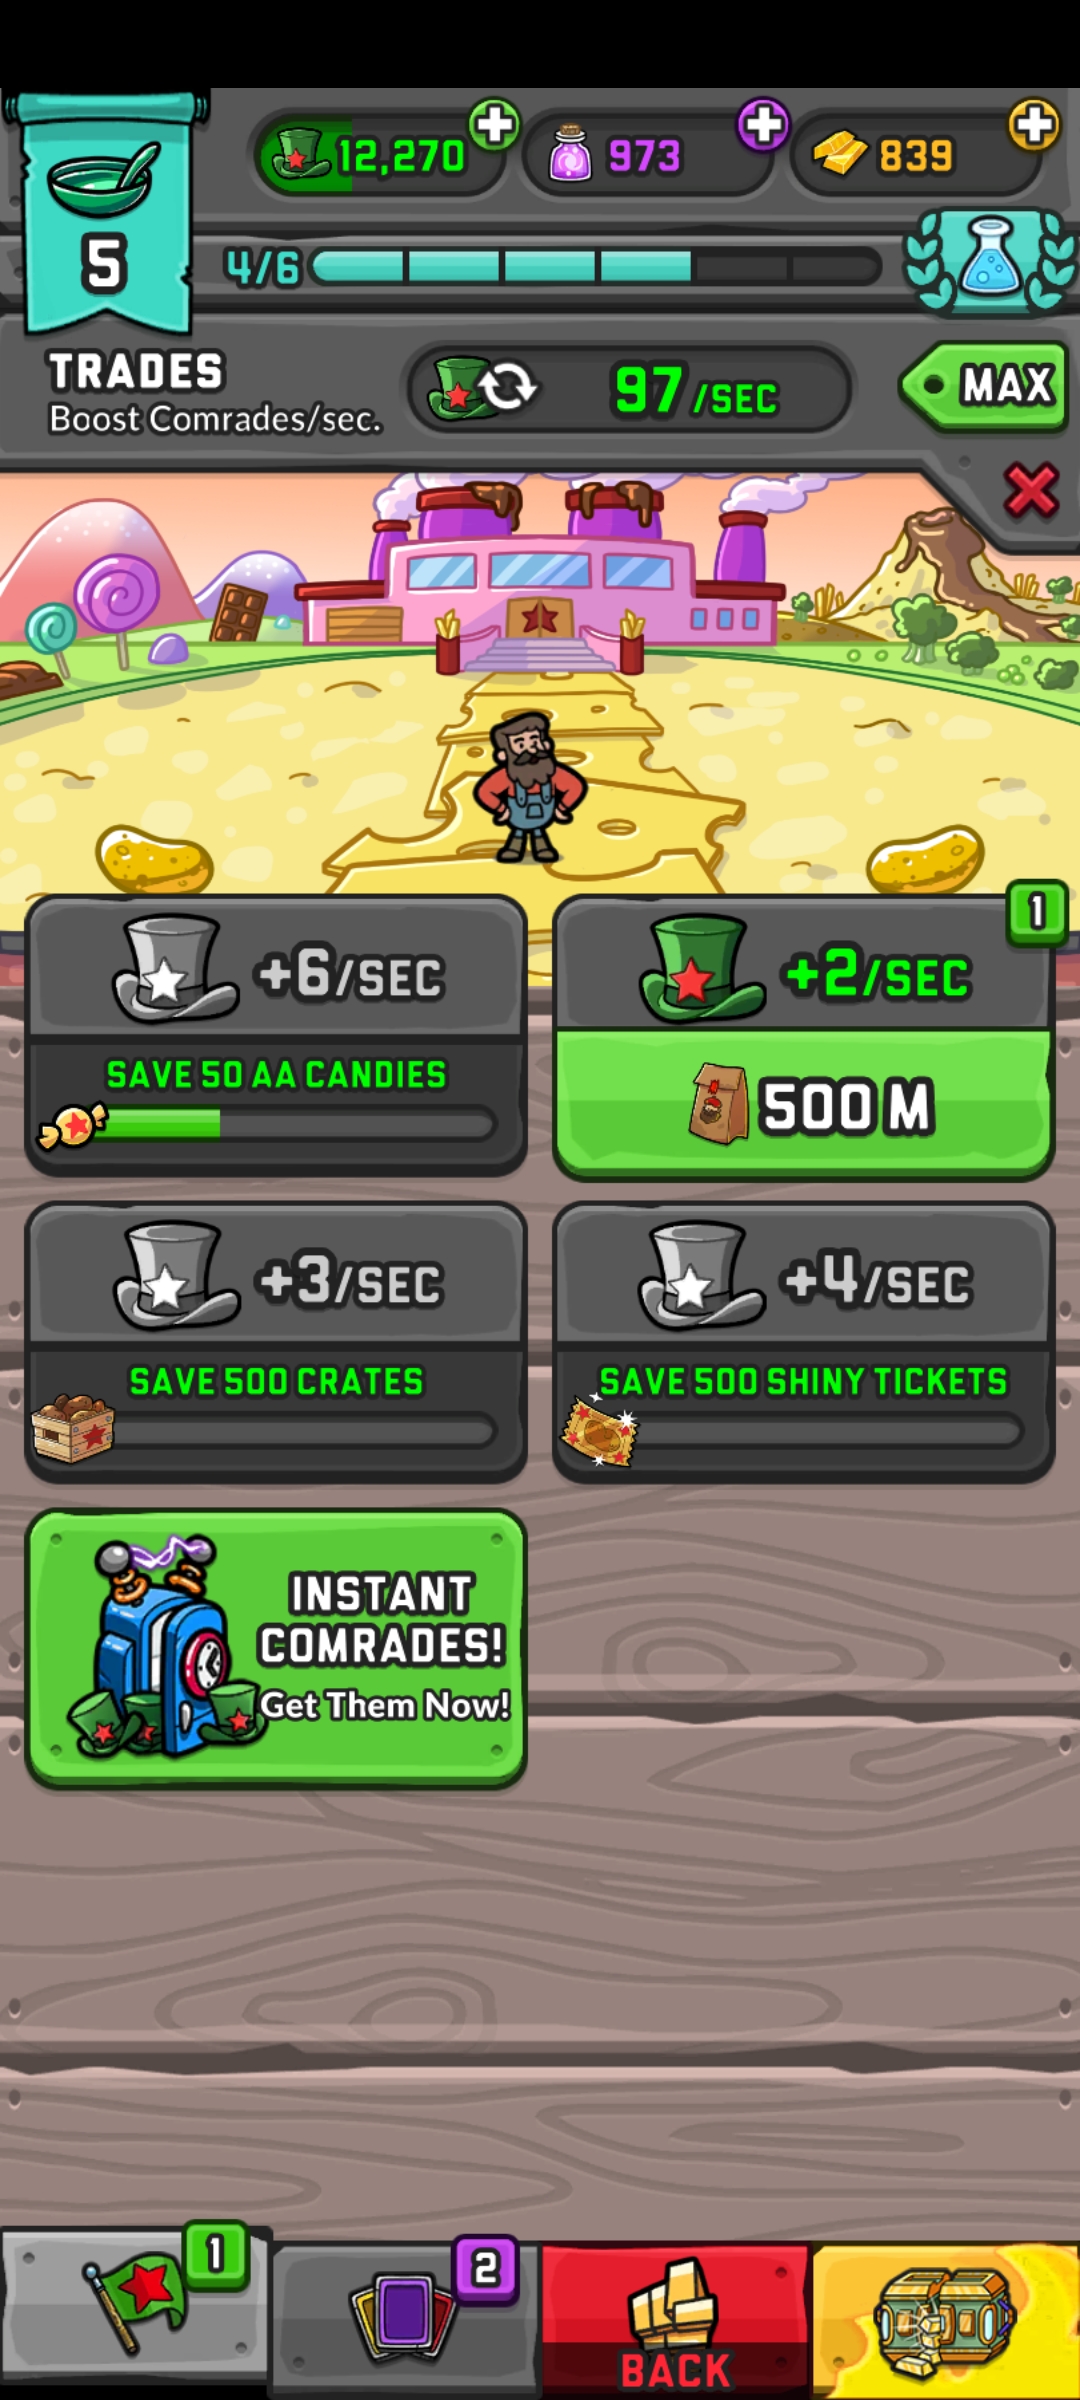 12,270
973
839
5
4/6
TRADES
Boost Comrades/sec.
97/SEC
MAX
+6/SEC
SAVE 50 AA CANDIES
1
+2/SEC
500 M
+3/SEC
SAVE 500 CRATES
+4/SEC
SAVE 500 SHINY TICKETS
INSTANT
COMRADES!
Get Them Now!
1
2
BACK